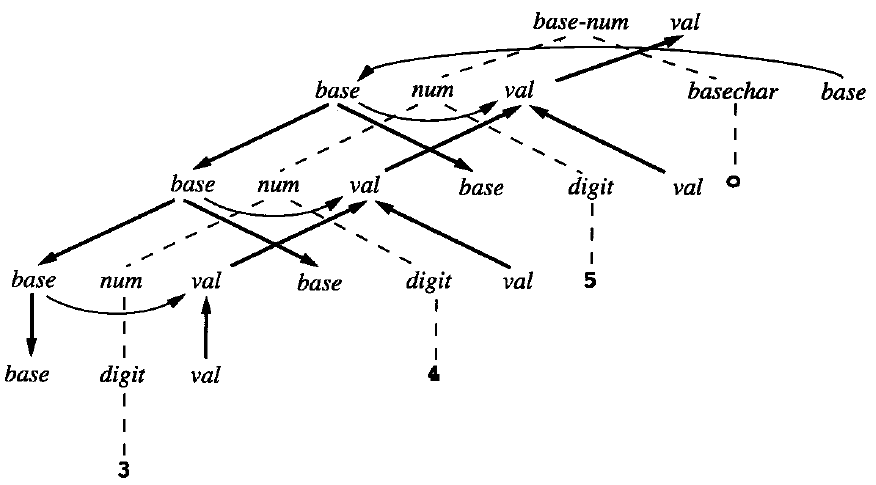 base-num val
base num val basechar base
base num val base digit val o
base num val base digit val 5
base digit val 4
3